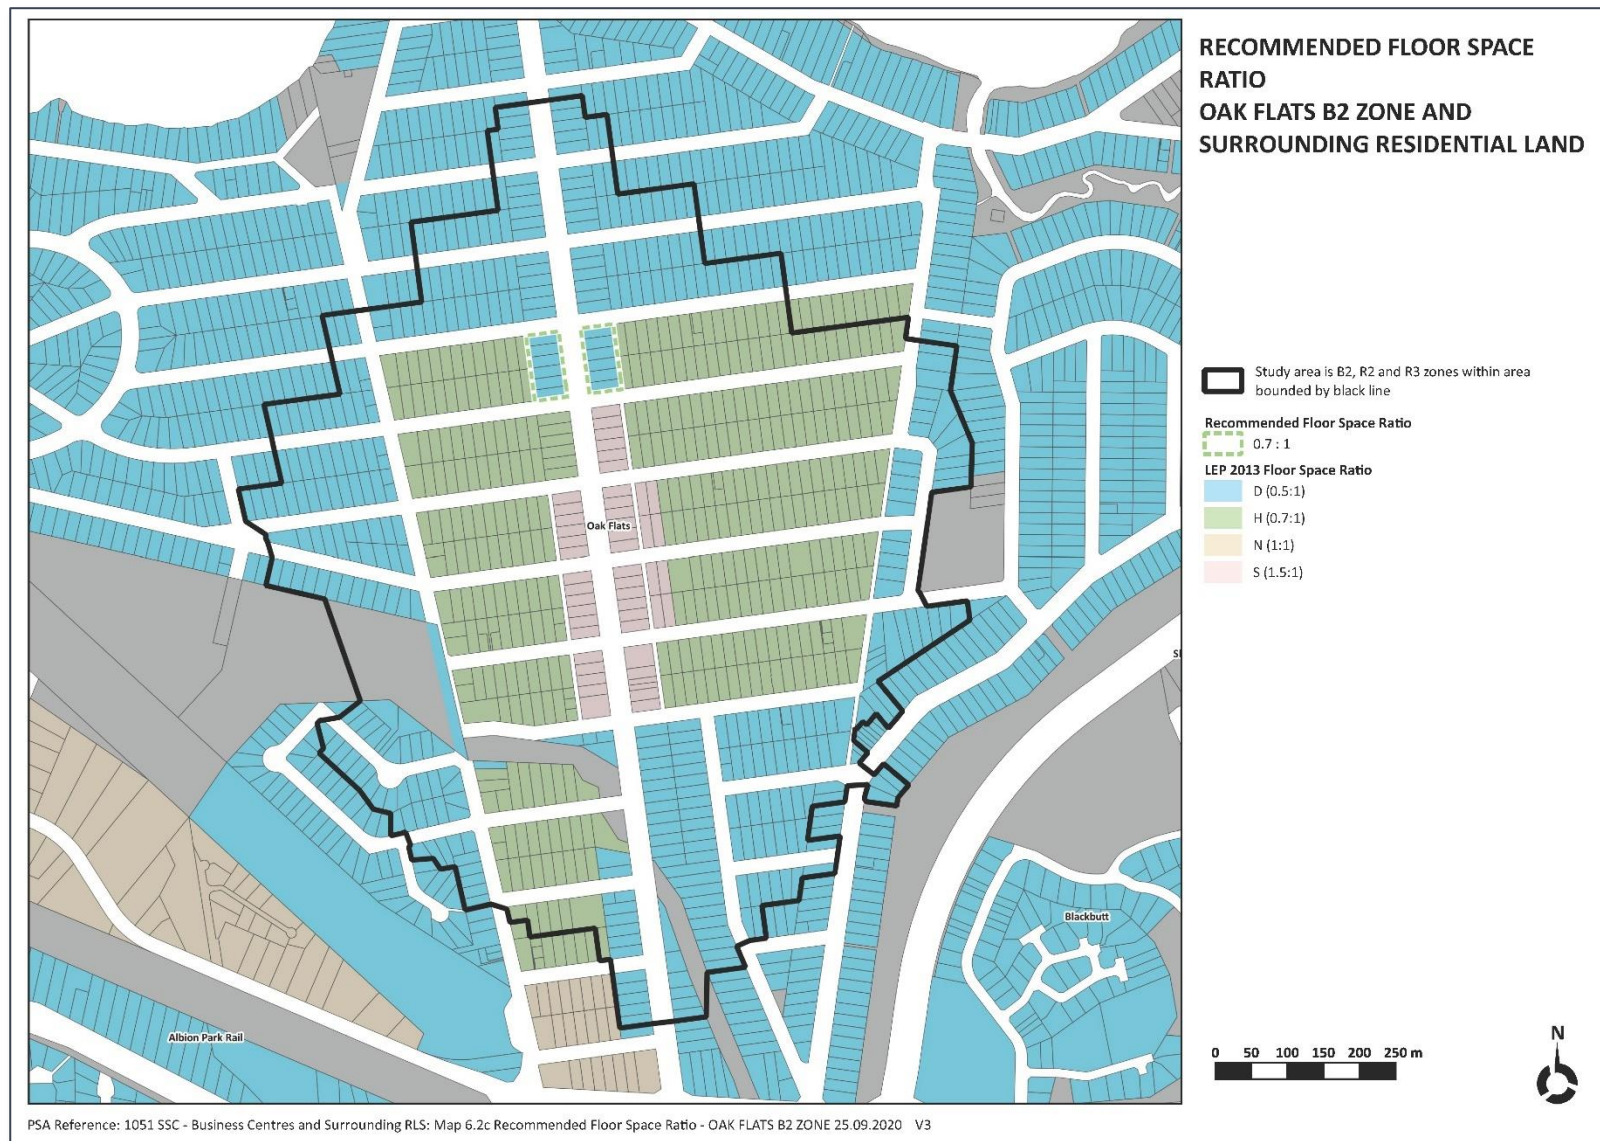 RECOMMENDED FLOOR SPACE
RATIO
OAK FLATS B2 ZONE AND
SURROUNDING RESIDENTIAL LAND
Study area is B2, R2 and R3 zones within area
bounded by black line
Recommended Floor Space Ratio
0.7 : 1
LEP 2013 Floor Space Ratio
D (0.5:1)
H (0.7:1)
N (1:1)
S (1.5:1)
Oak Flats
Blackbutt
Albion Park Rail
N
0 50 100 150 200 250 m
PSA Reference: 1051 SSC - Business Centres and Surrounding RLS: Map 6.2c Recommended Floor Space Ratio - OAK FLATS B2 ZONE 25.09.2020 V3